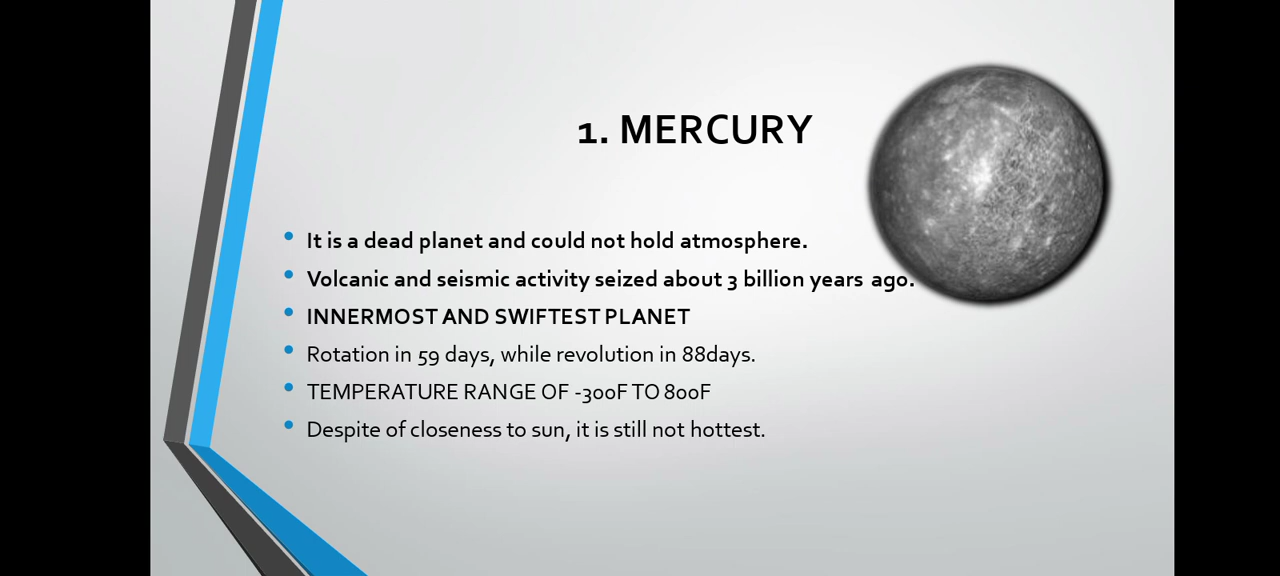 1. MERCURY
• It is a dead planet and could not hold atmosphere.
• Volcanic and seismic activity seized about 3 billion years ago.
• INNERMOST AND SWIFTEST PLANET
• Rotation in 59 days, while revolution in 88days.
• TEMPERATURE RANGE OF -300F TO 800F
• Despite of closeness to sun, it is still not hottest.